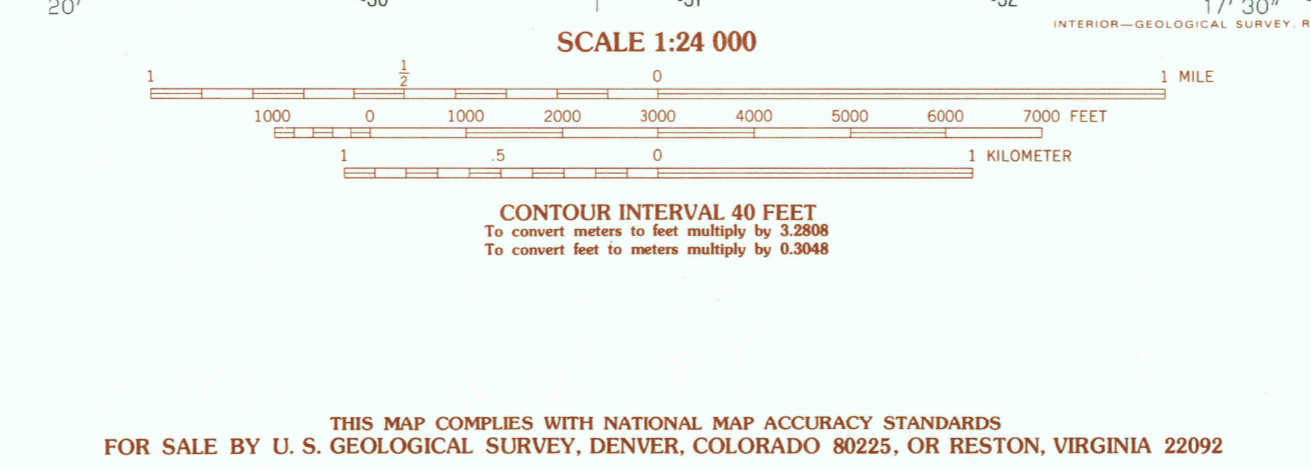 20' 17' 30"
INTERIOR—GEOLOGICAL SURVEY, R
SCALE 1:24 000
1 1/2 0 1 MILE
1000 0 1000 2000 3000 4000 5000 6000 7000 FEET
1 .5 0 1 KILOMETER
CONTOUR INTERVAL 40 FEET
To convert meters to feet multiply by 3.2808
To convert feet to meters multiply by 0.3048
THIS MAP COMPLIES WITH NATIONAL MAP ACCURACY STANDARDS
FOR SALE BY U. S. GEOLOGICAL SURVEY, DENVER, COLORADO 80225, OR RESTON, VIRGINIA 22092